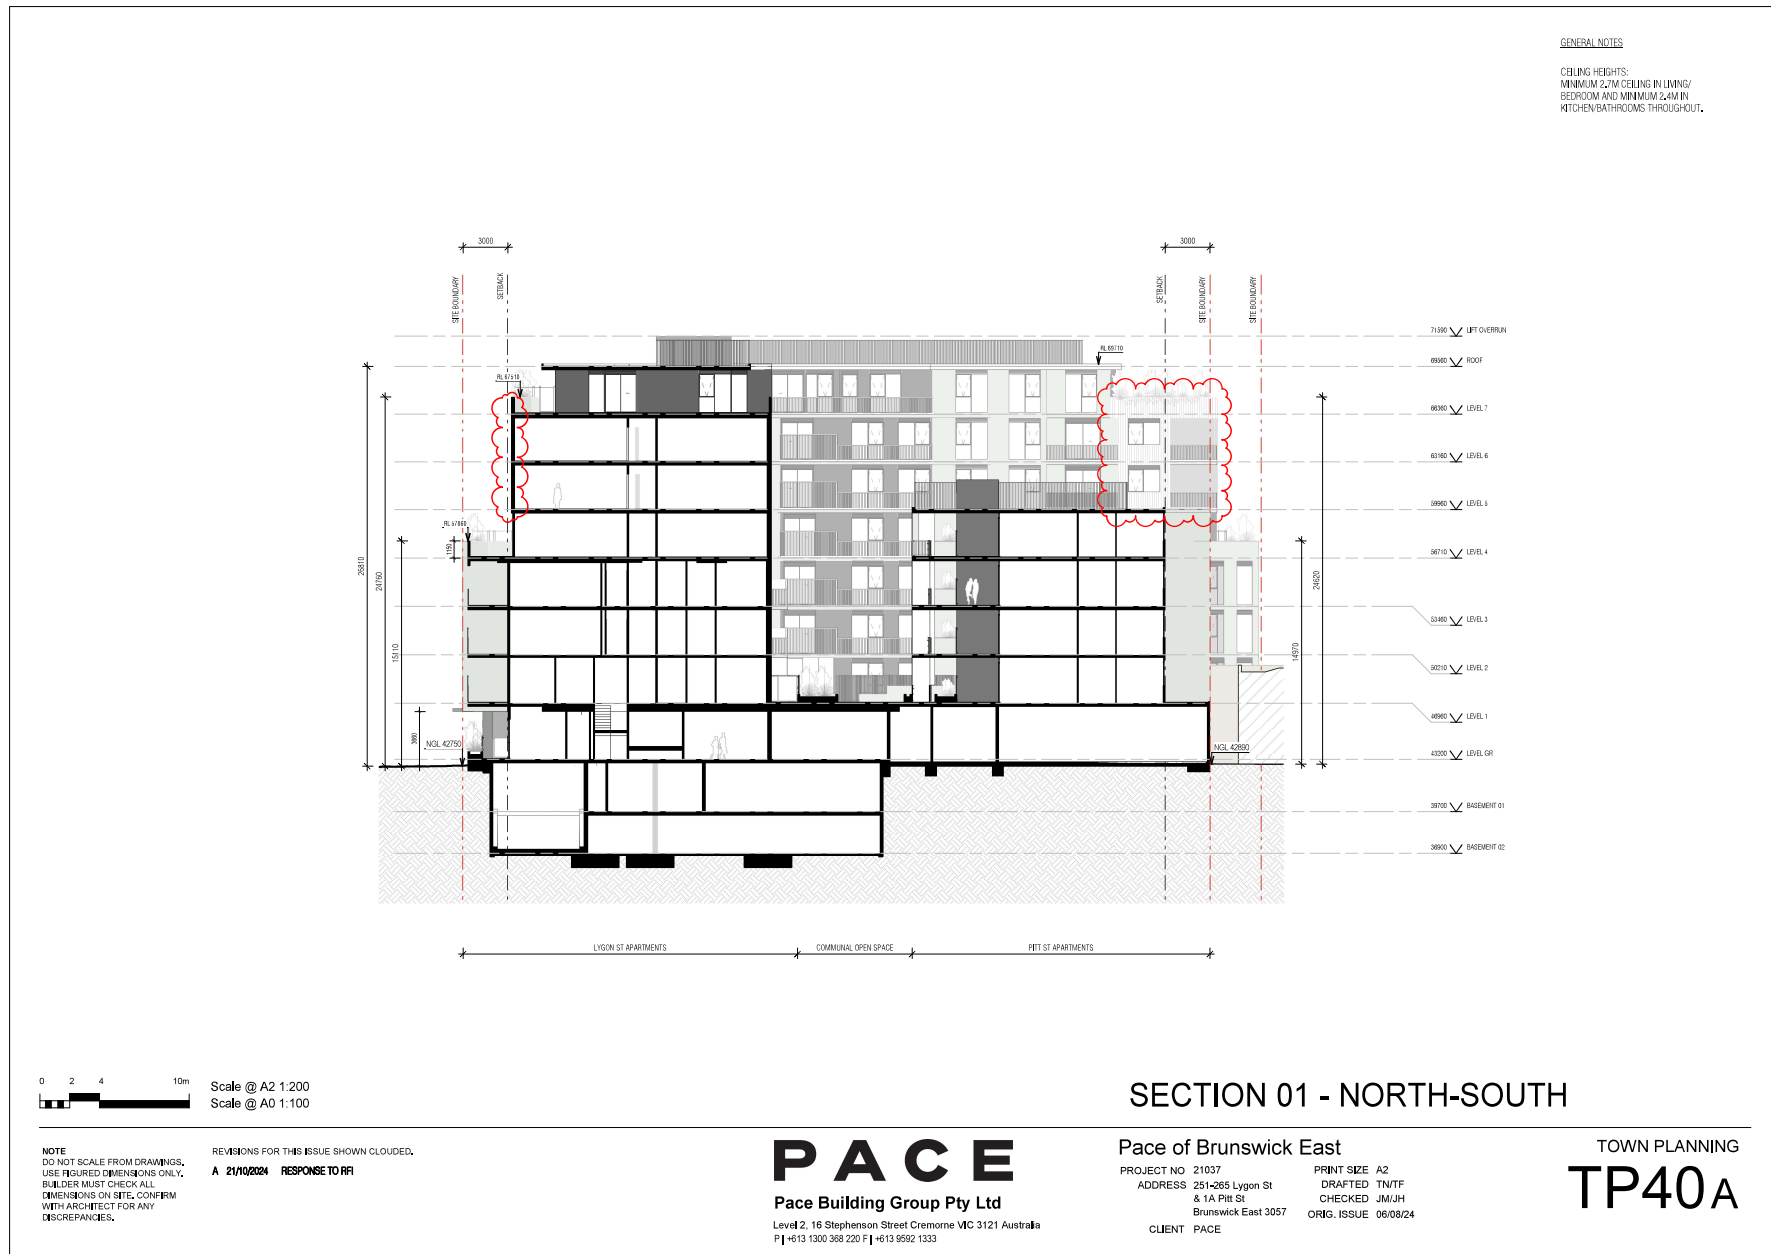 GENERAL NOTES
CEILING HEIGHTS:
MINIMUM 2.7M CEILING IN LIVING/
BEDROOM AND MINIMUM 2.4M IN
KITCHEN/BATHROOMS THROUGHOUT.
3000
3000
SITE BOUNDARY
SETBACK
SETBACK
SITE BOUNDARY
SITE BOUNDARY
71590 LIFT OVERRUN
RL 69710
69560 ROOF
RL 67510
66360 LEVEL 7
63160 LEVEL 6
59960 LEVEL 5
RL 57860
1150
56710 LEVEL 4
26810
24760
15110
3660
24620
14970
53460 LEVEL 3
50210 LEVEL 2
46960 LEVEL 1
NGL 42750
NGL 42890
43200 LEVEL GR
39700 BASEMENT 01
36900 BASEMENT 02
LYGON ST APARTMENTS
COMMUNAL OPEN SPACE
PITT ST APARTMENTS
0 2 4 10m
Scale @ A2 1:200
Scale @ A0 1:100
SECTION 01 - NORTH-SOUTH
NOTE
DO NOT SCALE FROM DRAWINGS.
USE FIGURED DIMENSIONS ONLY.
BUILDER MUST CHECK ALL
DIMENSIONS ON SITE. CONFIRM
WITH ARCHITECT FOR ANY
DISCREPANCIES.
REVISIONS FOR THIS ISSUE SHOWN CLOUDED.
A 21/10/2024 RESPONSE TO RFI
PACE
Pace Building Group Pty Ltd
Level 2, 16 Stephenson Street Cremorne VIC 3121 Australia
P | +613 1300 368 220 F | +613 9592 1333
Pace of Brunswick East
PROJECT NO 21037
ADDRESS 251-265 Lygon St
& 1A Pitt St
Brunswick East 3057
CLIENT PACE
PRINT SIZE A2
DRAFTED TN/TF
CHECKED JM/JH
ORIG. ISSUE 06/08/24
TOWN PLANNING
TP40 A